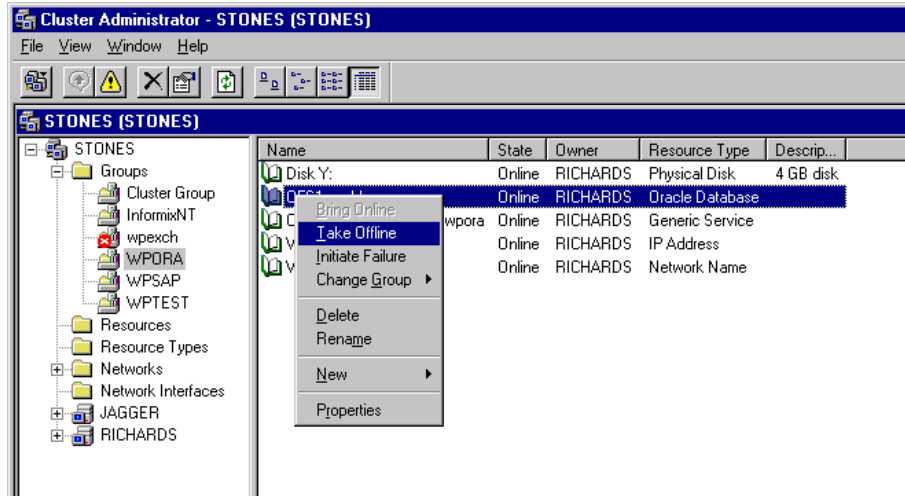 Cluster Administrator - STONES (STONES)
File View Window Help
STONES (STONES)
STONES
Groups
Cluster Group
InformixNT
wpexch
WPORA
WPSAP
WPTEST
Resources
Resource Types
Networks
Network Interfaces
JAGGER
RICHARDS
Name State Owner Resource Type Descrip...
Disk Y: Online RICHARDS Physical Disk 4 GB disk
Online RICHARDS Oracle Database
wpora Online RICHARDS Generic Service
Online RICHARDS IP Address
Online RICHARDS Network Name
Bring Online
Take Offline
Initiate Failure
Change Group
Delete
Rename
New
Properties